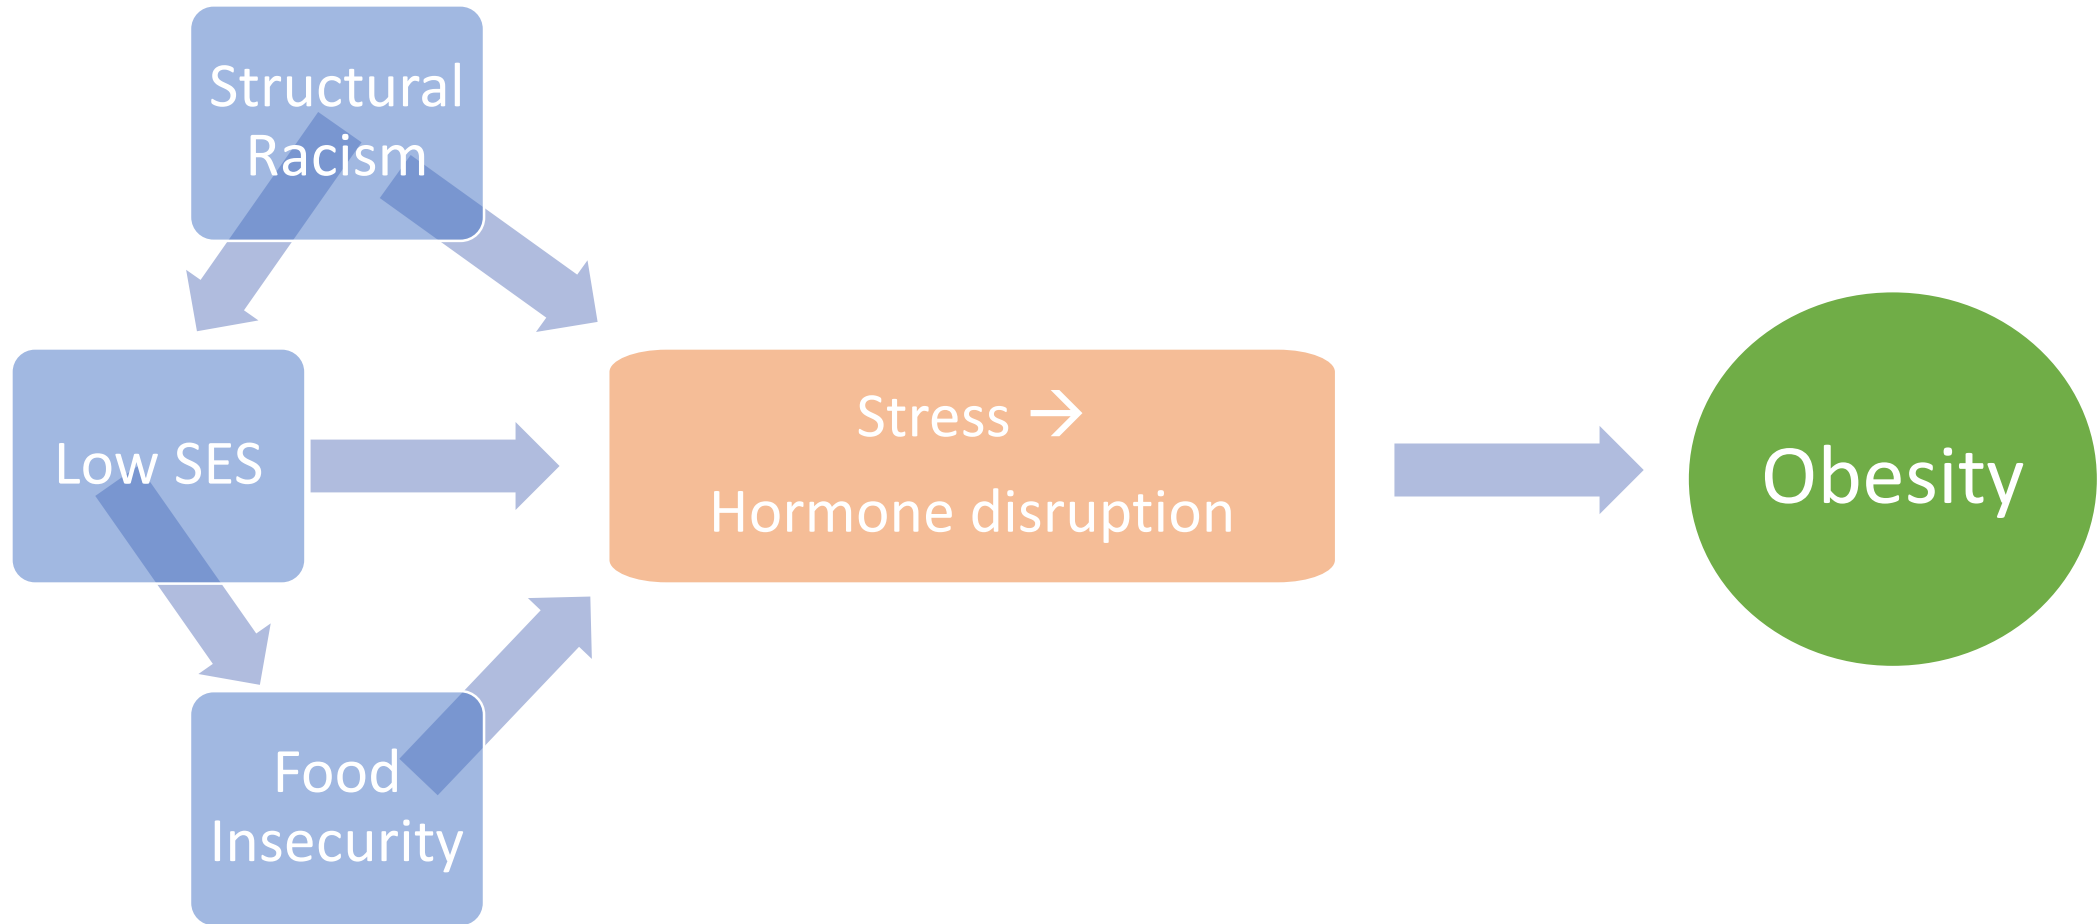 Structural
Racism
Low SES
Stress →
Hormone disruption
Obesity
Food
Insecurity